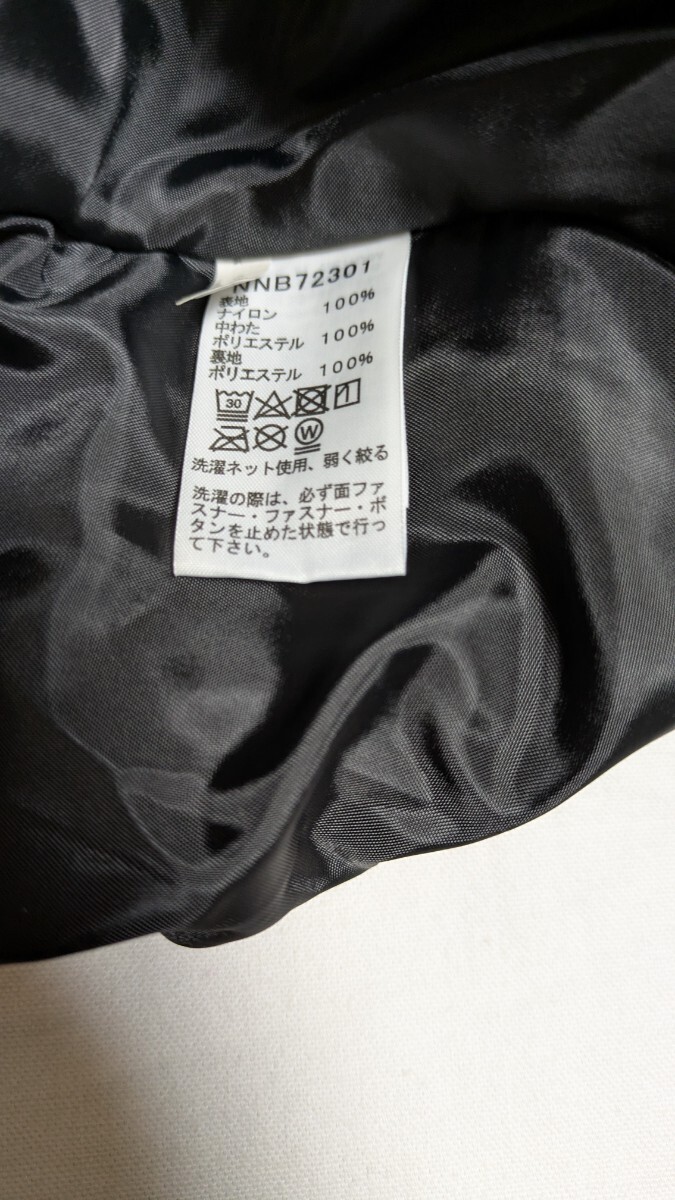 NNB72301
表地
ナイロン 100%
中わた
ポリエステル 100%
裏地
ポリエステル 100%
30
W
洗濯ネット使用、弱く絞る
洗濯の際は、必ず面ファ
スナー・ファスナー・ボ
タンを止めた状態で行っ
て下さい。